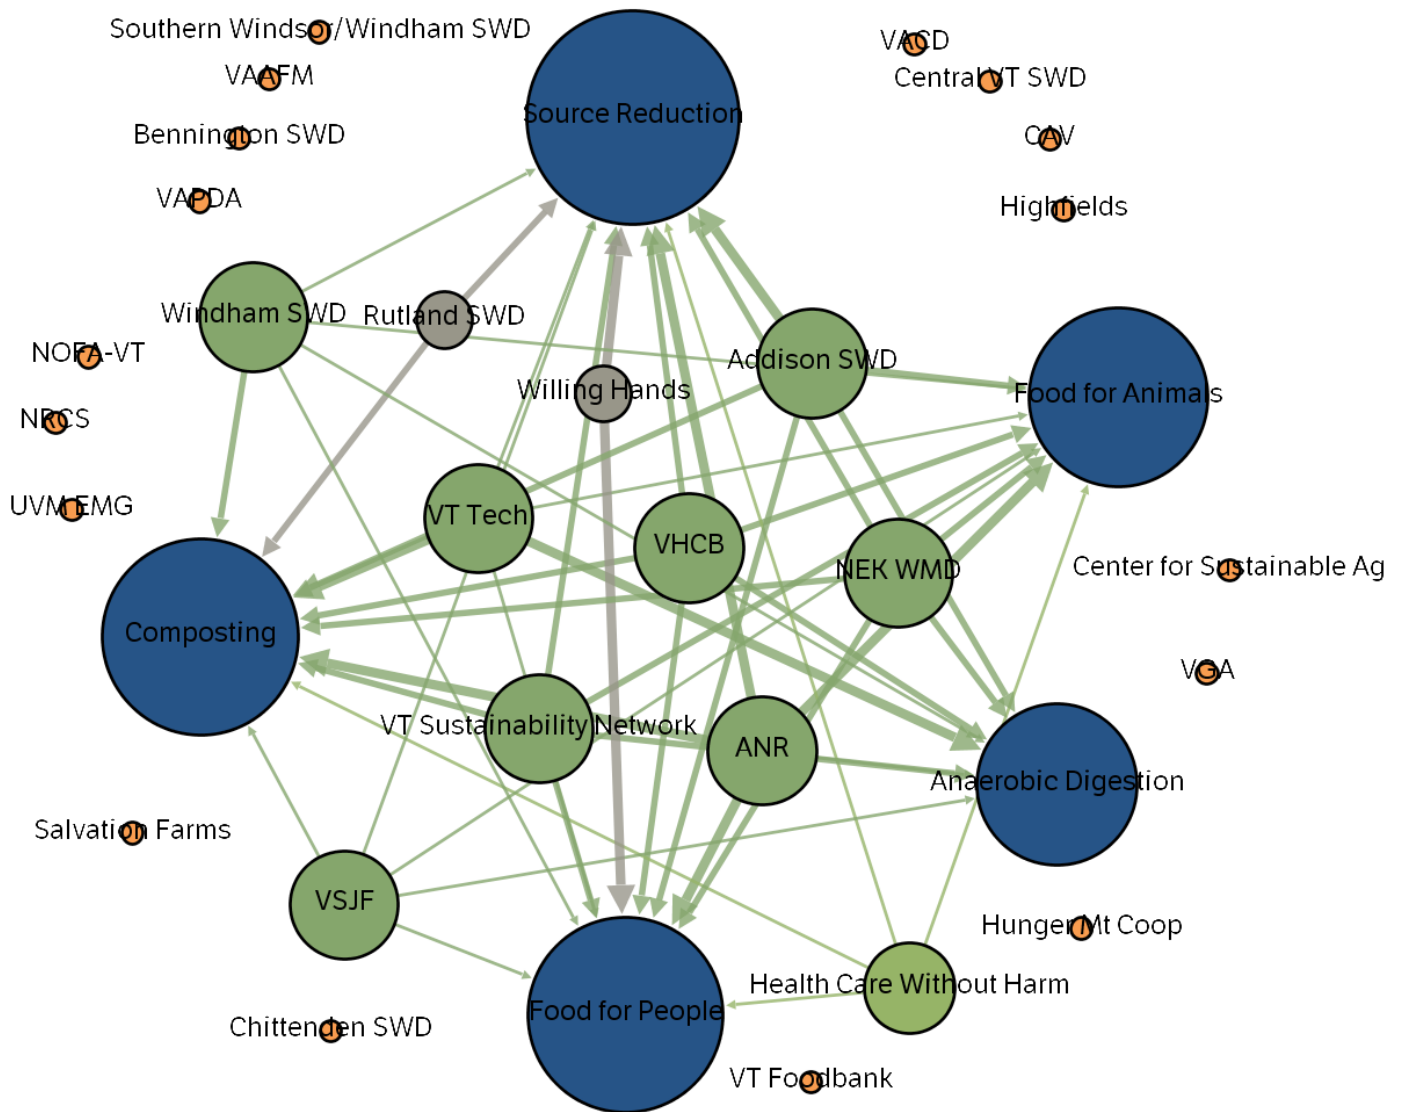 Southern Windsor/Windham SWD
VACD
VAAFM
Central VT SWD
Source Reduction
Bennington SWD
CAV
VAPDA
Highfields
Windham SWD
Rutland SWD
NOFA-VT
Addison SWD
Willing Hands
Food for Animals
NRCS
UVM EMG
VT Tech
VHCB
NEK WMD
Center for Sustainable Ag
Composting
VGA
VT Sustainability Network
ANR
Anaerobic Digestion
Salvation Farms
VSJF
Hunger Mt Coop
Health Care Without Harm
Food for People
Chittenden SWD
VT Foodbank